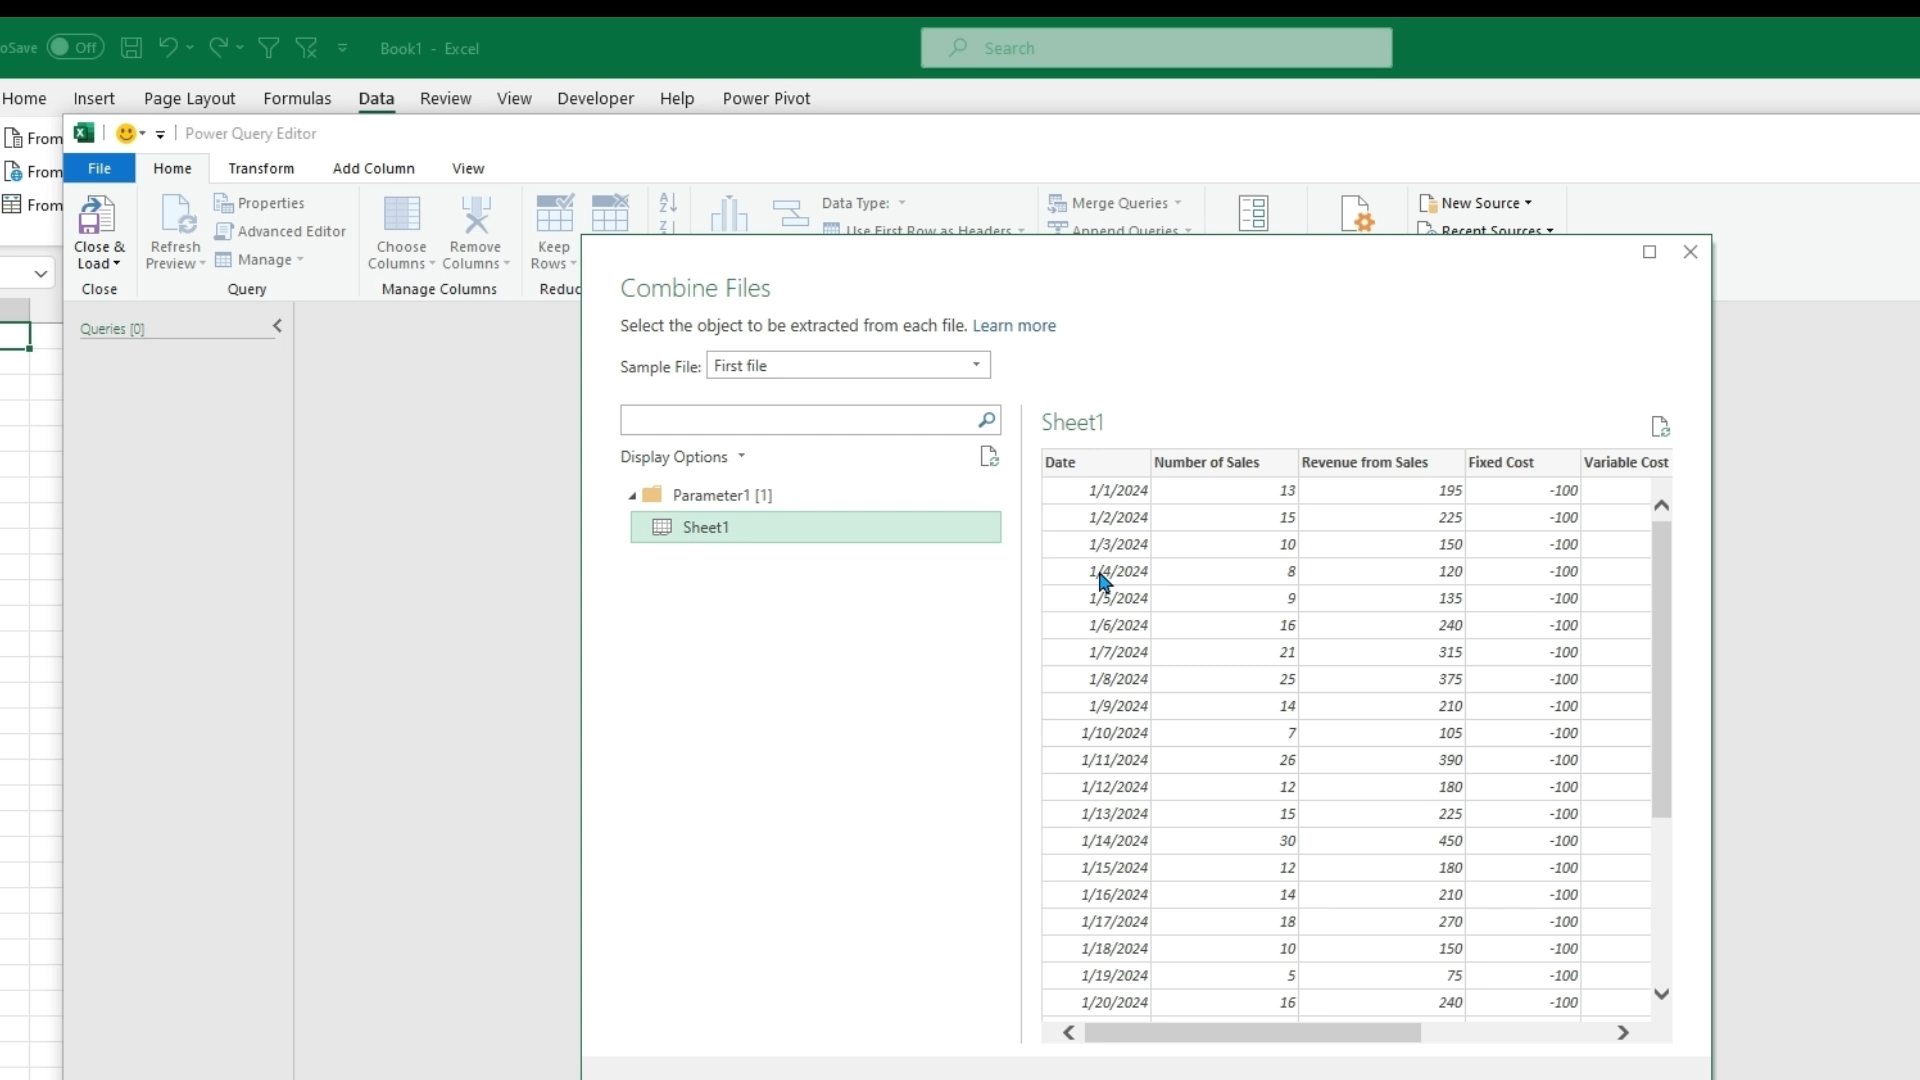 oSave Off Book1 - Excel Search
Home Insert Page Layout Formulas Data Review View Developer Help Power Pivot
From
From
From
Power Query Editor
File Home Transform Add Column View
Close & Load
Close
Refresh Preview
Properties
Advanced Editor
Manage
Query
Choose Columns
Remove Columns
Manage Columns
Keep Rows
Reduc
Data Type:
Use First Row as Headers
Merge Queries
Append Queries
New Source
Recent Sources
Queries [0]
Combine Files
Select the object to be extracted from each file. Learn more
Sample File: First file
Display Options
Parameter1 [1]
Sheet1
Sheet1
Date Number of Sales Revenue from Sales Fixed Cost Variable Cost
1/1/2024 13 195 -100
1/2/2024 15 225 -100
1/3/2024 10 150 -100
1/4/2024 8 120 -100
1/5/2024 9 135 -100
1/6/2024 16 240 -100
1/7/2024 21 315 -100
1/8/2024 25 375 -100
1/9/2024 14 210 -100
1/10/2024 7 105 -100
1/11/2024 26 390 -100
1/12/2024 12 180 -100
1/13/2024 15 225 -100
1/14/2024 30 450 -100
1/15/2024 12 180 -100
1/16/2024 14 210 -100
1/17/2024 18 270 -100
1/18/2024 10 150 -100
1/19/2024 5 75 -100
1/20/2024 16 240 -100